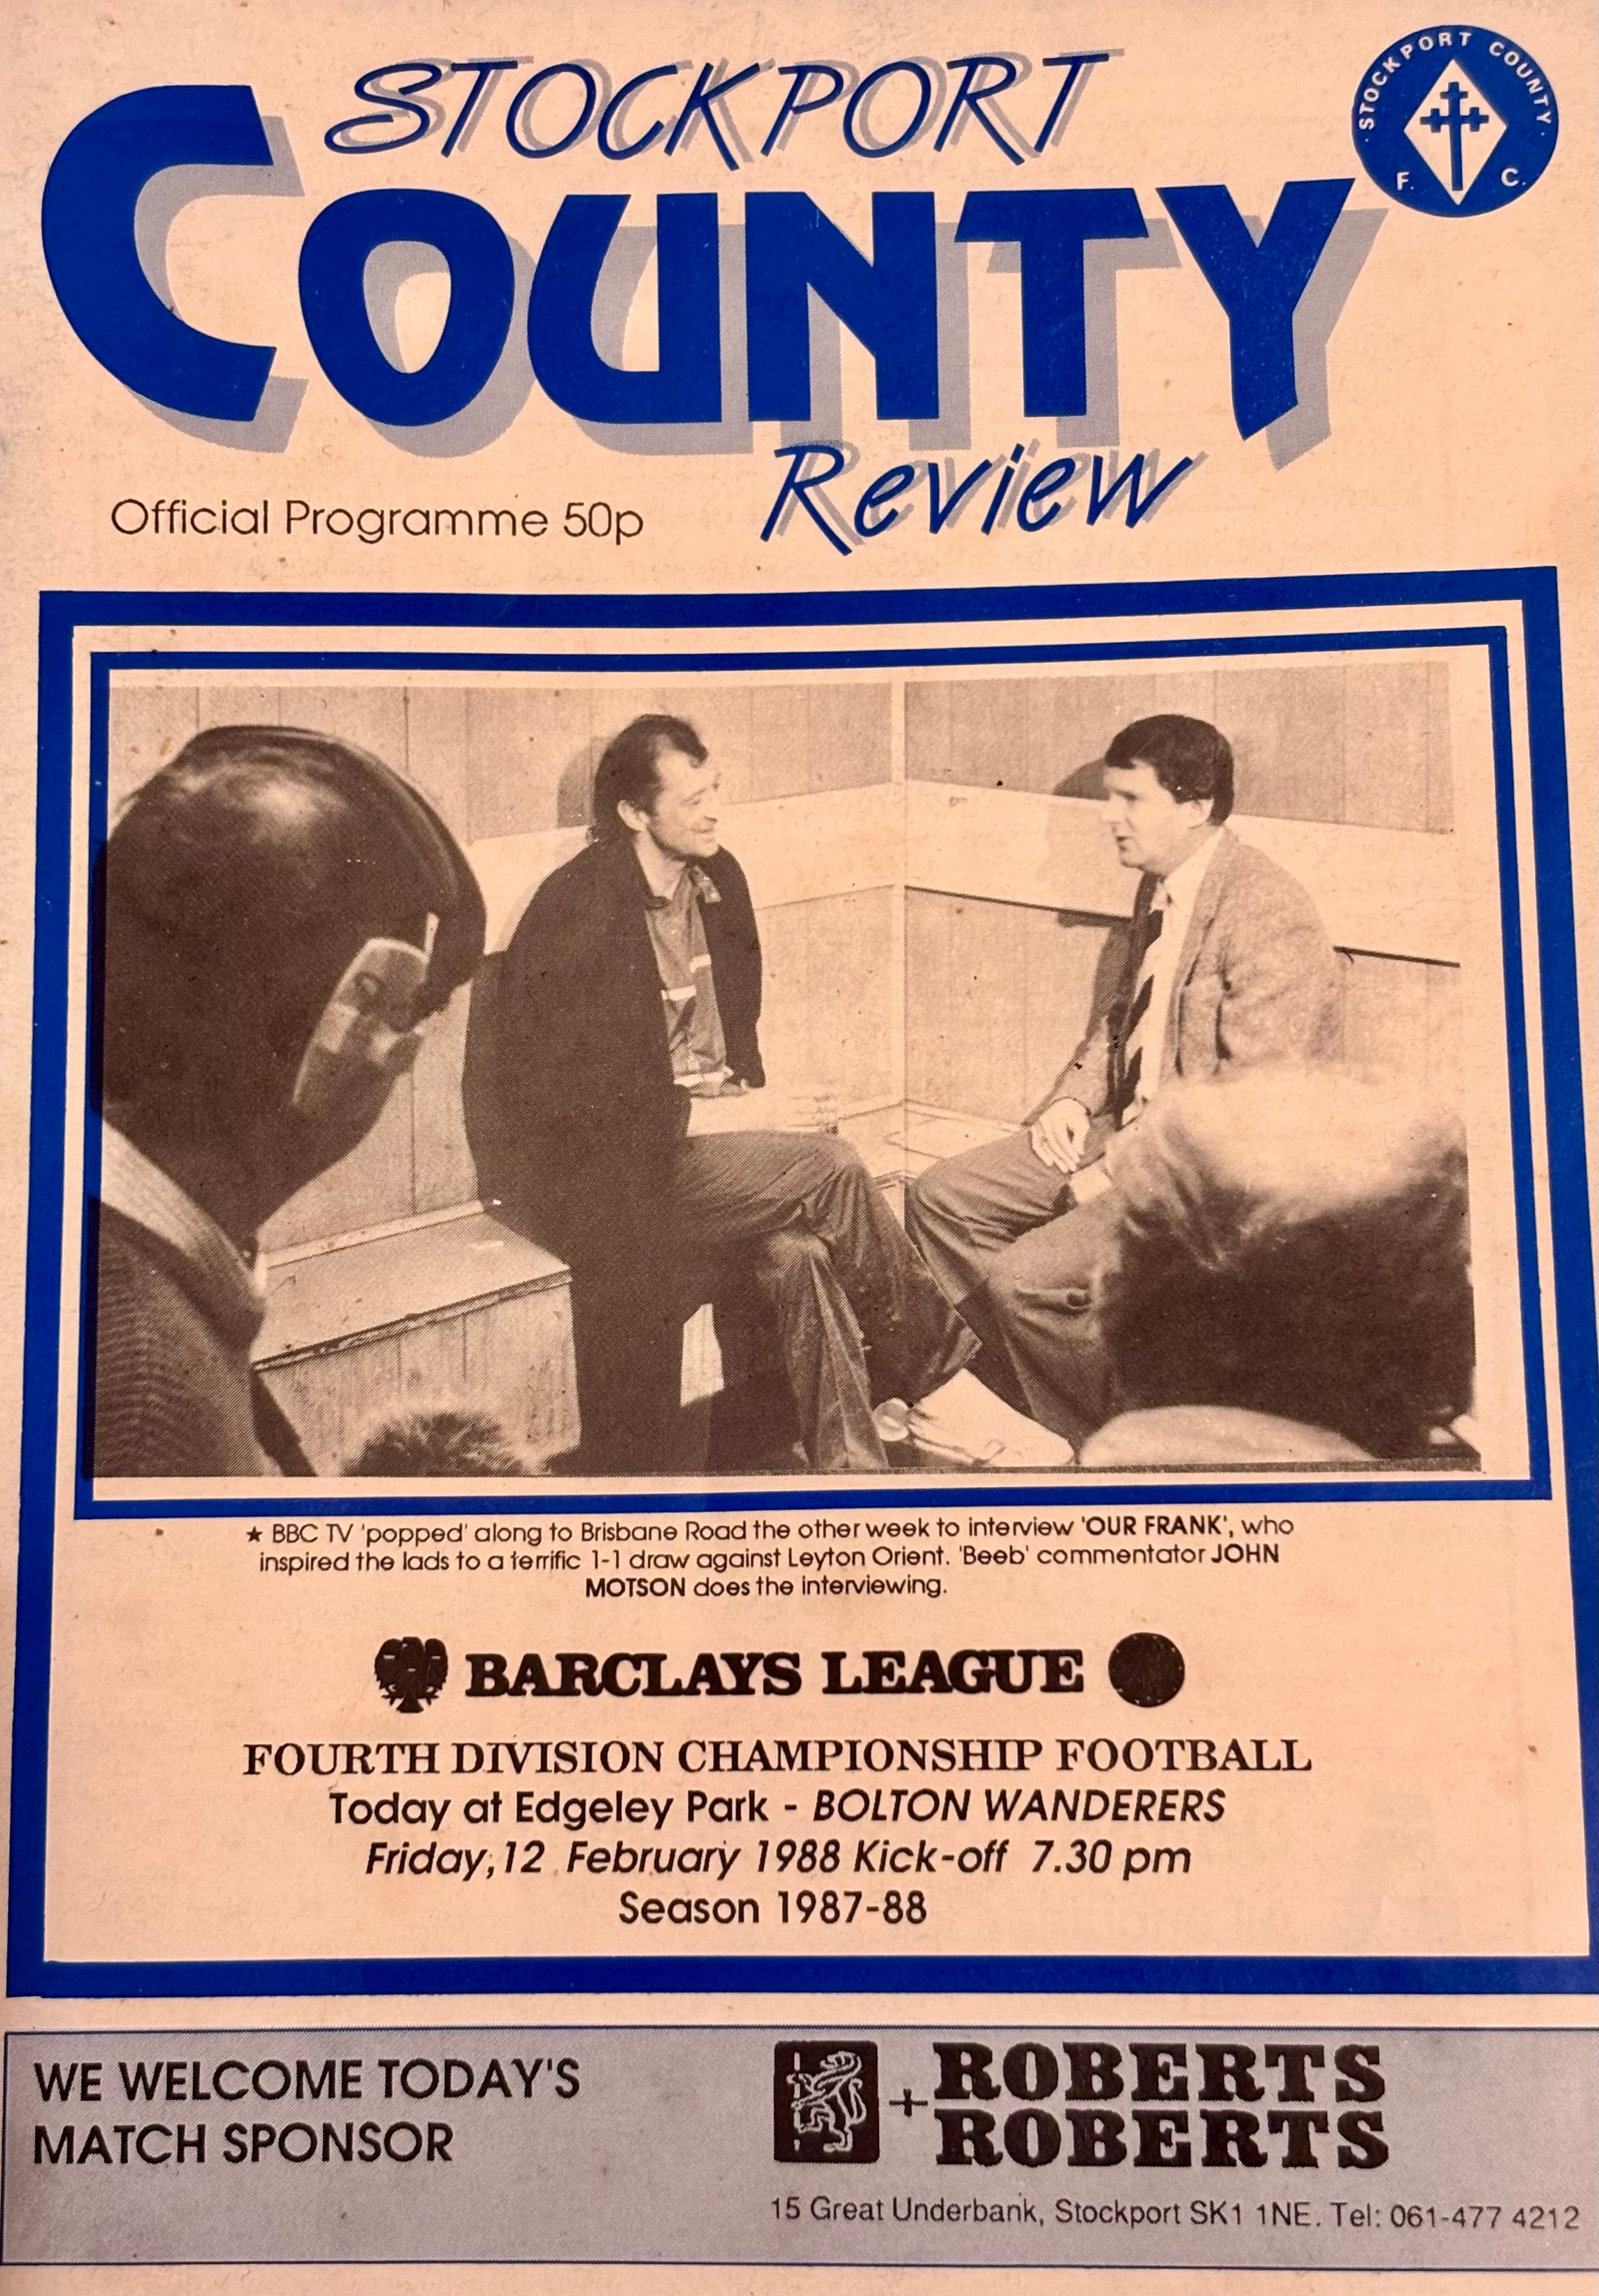 STOCKPORT
COUNTY
Review
STOCKPORT COUNTY
F. C.
Official Programme 50p
★ BBC TV 'popped' along to Brisbane Road the other week to interview 'OUR FRANK', who
inspired the lads to a terrific 1-1 draw against Leyton Orient. 'Beeb' commentator JOHN
MOTSON does the interviewing.
BARCLAYS LEAGUE
FOURTH DIVISION CHAMPIONSHIP FOOTBALL
Today at Edgeley Park - BOLTON WANDERERS
Friday, 12 February 1988 Kick-off 7.30 pm
Season 1987-88
WE WELCOME TODAY'S
MATCH SPONSOR
+ ROBERTS
ROBERTS
15 Great Underbank, Stockport SK1 1NE. Tel: 061-477 4212